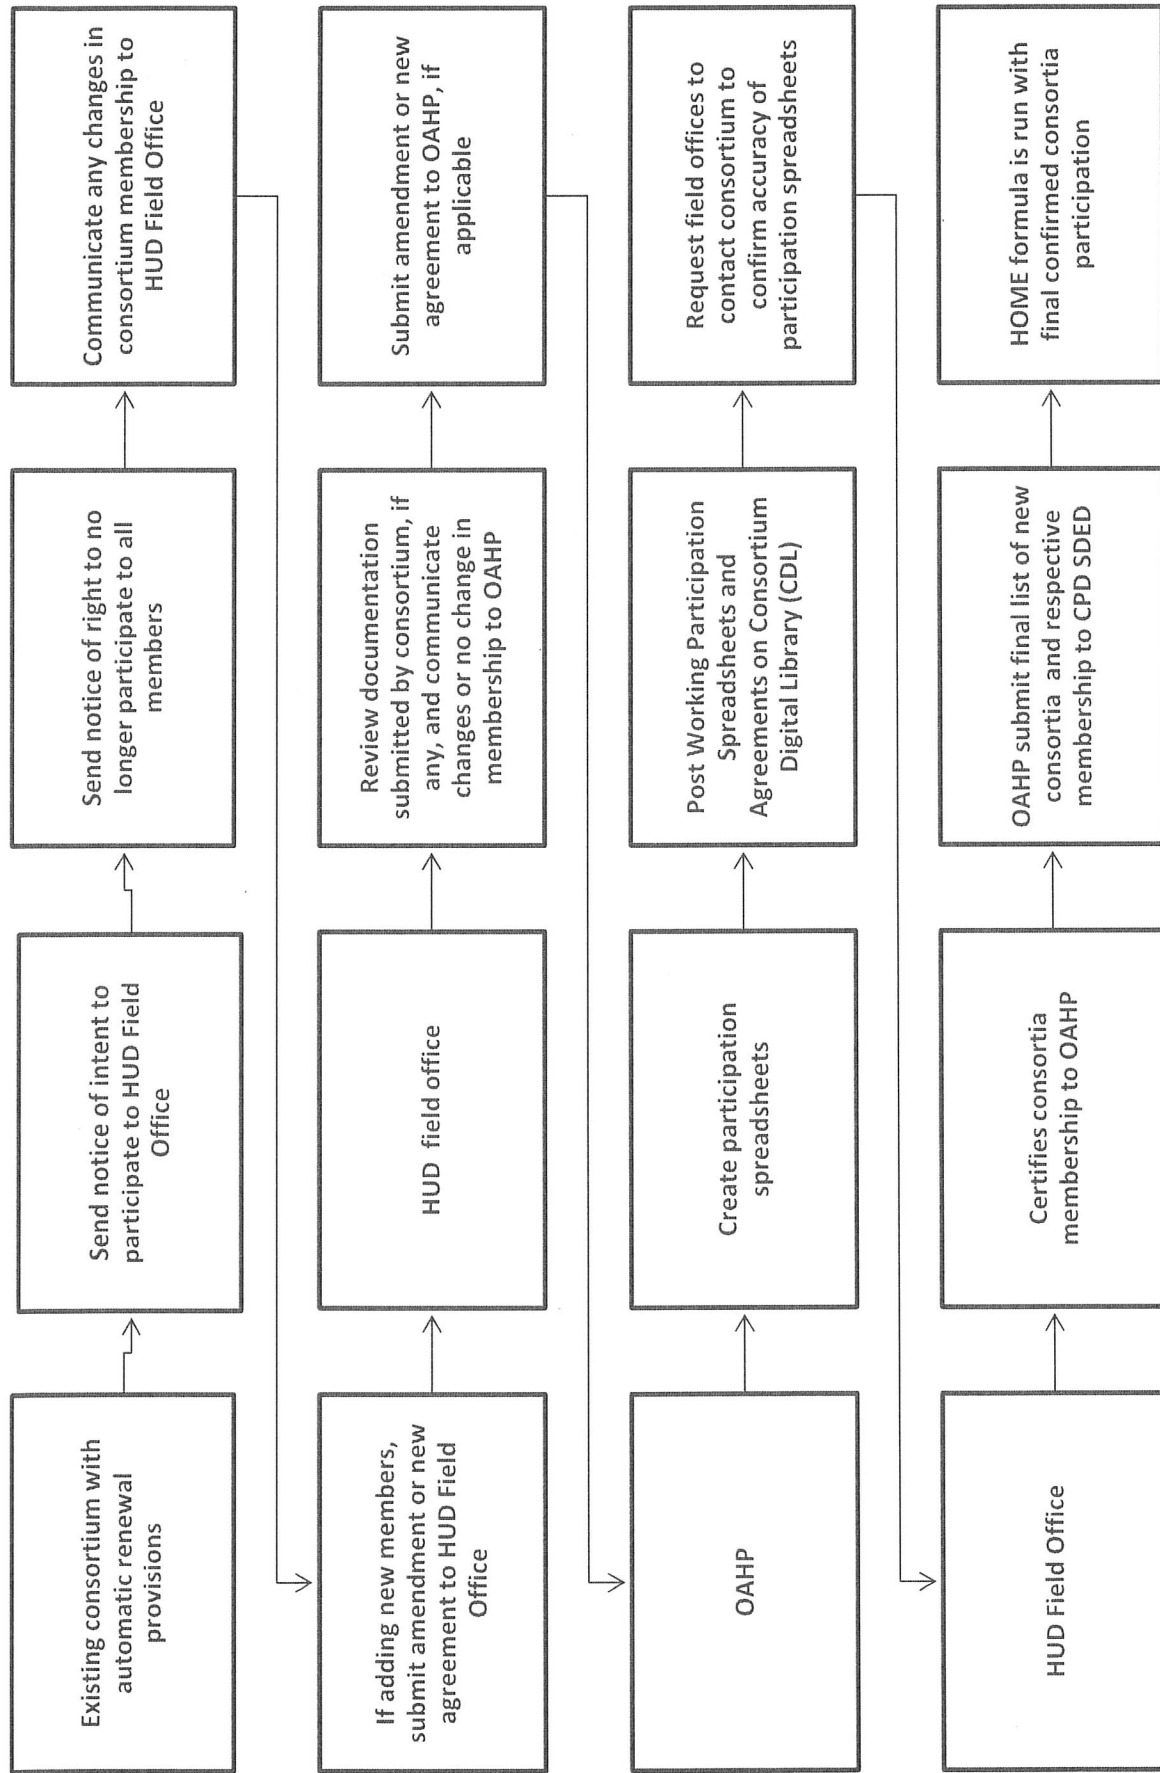 Existing consortium with
automatic renewal
provisions
Send notice of intent to
participate to HUD Field
Office
Send notice of right to no
longer participate to all
members
Communicate any changes in
consortium membership to
HUD Field Office
If adding new members,
submit amendment or new
agreement to HUD Field
Office
HUD field office
Review documentation
submitted by consortium, if
any, and communicate
changes or no change in
membership to OAHP
Submit amendment or new
agreement to OAHP, if
applicable
OAHP
Create participation
spreadsheets
Post Working Participation
Spreadsheets and
Agreements on Consortium
Digital Library (CDL)
Request field offices to
contact consortium to
confirm accuracy of
participation spreadsheets
HUD Field Office
Certifies consortia
membership to OAHP
OAHP submit final list of new
consortia and respective
membership to CPD SDED
HOME formula is run with
final confirmed consortia
participation